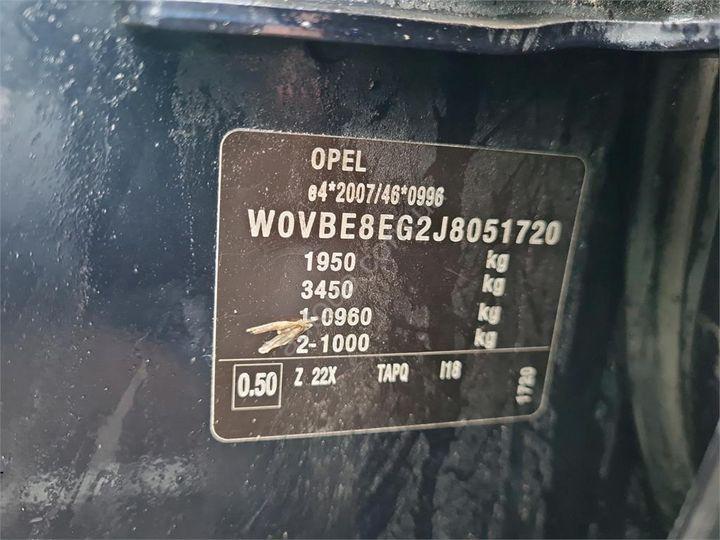 OPEL
e4*2007/46*0996
W0VBE8EG2J8051720
1950 kg
3450 kg
1-0960 kg
2-1000 kg
0.50 Z 22X TAPQ I18 1720